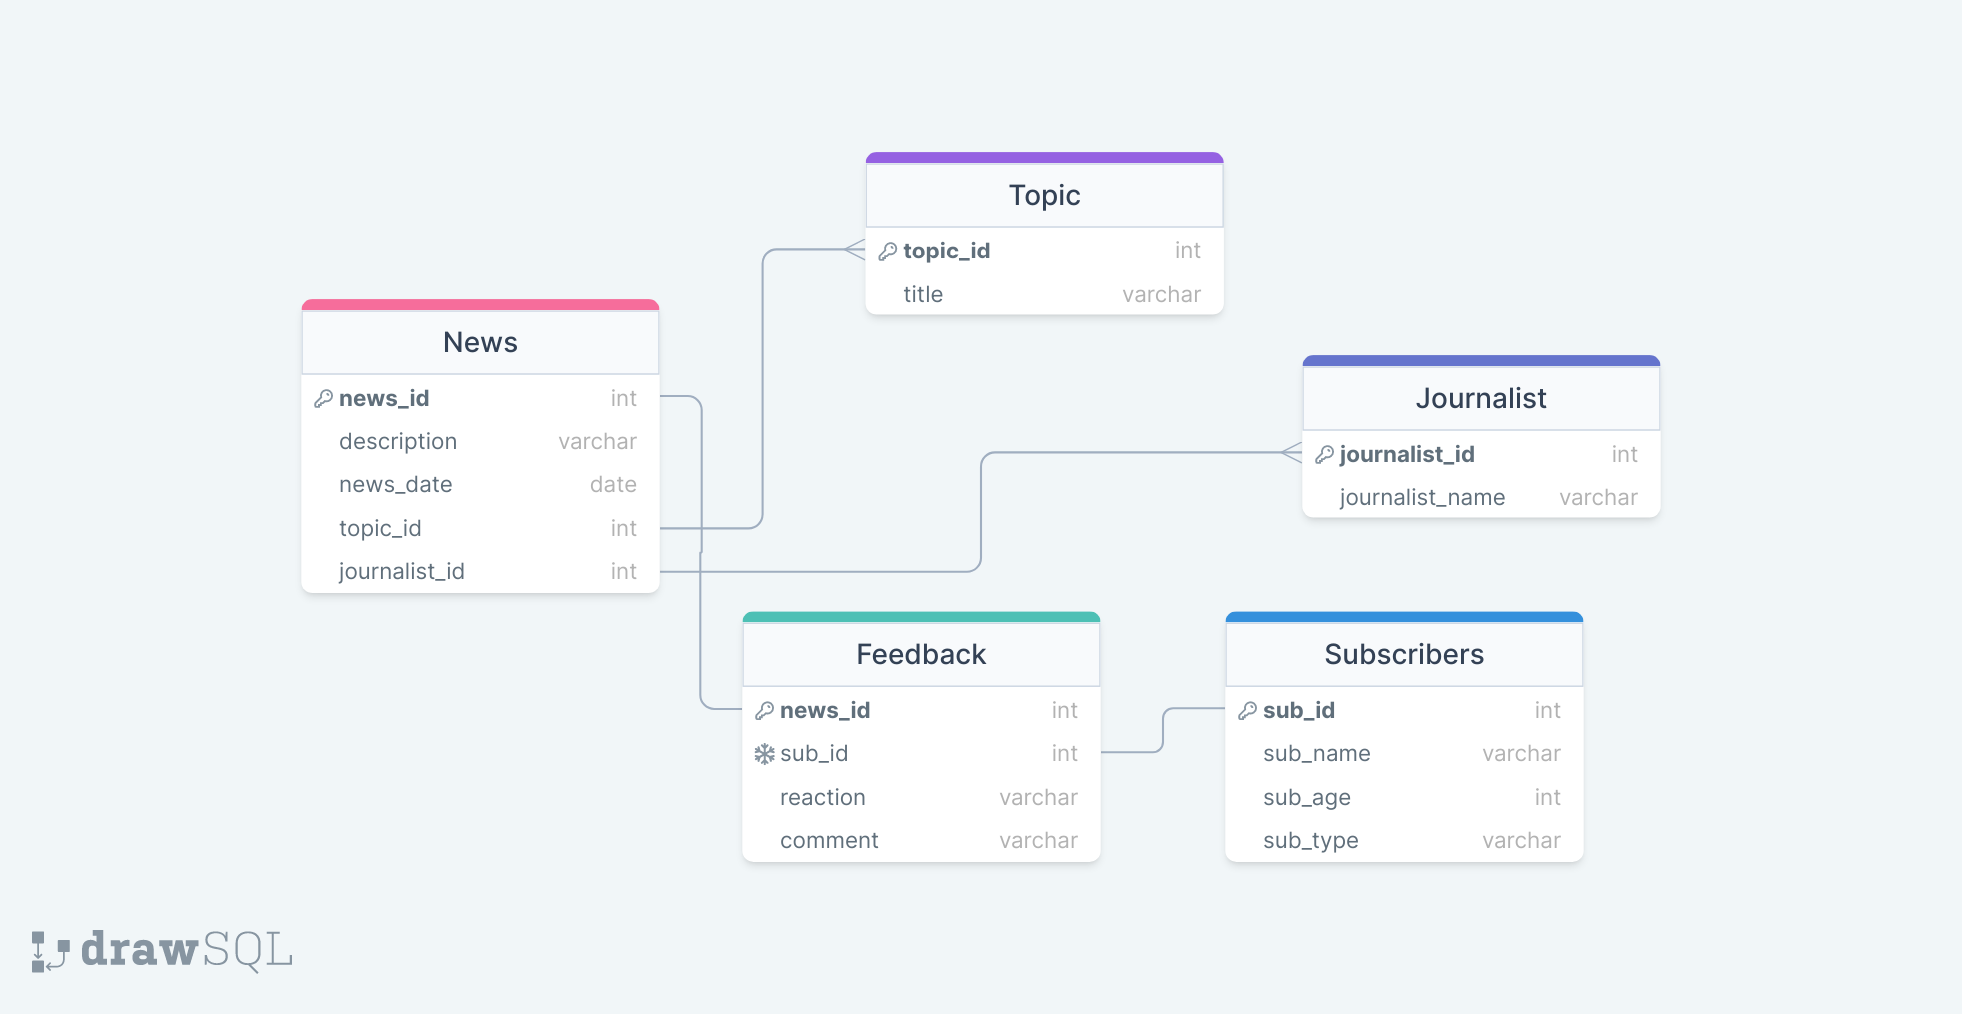 Topic
topic_id int
title varchar
News
news_id int
description varchar
news_date date
topic_id int
journalist_id int
Journalist
journalist_id int
journalist_name varchar
Feedback
news_id int
sub_id int
reaction varchar
comment varchar
Subscribers
sub_id int
sub_name varchar
sub_age int
sub_type varchar
drawSQL